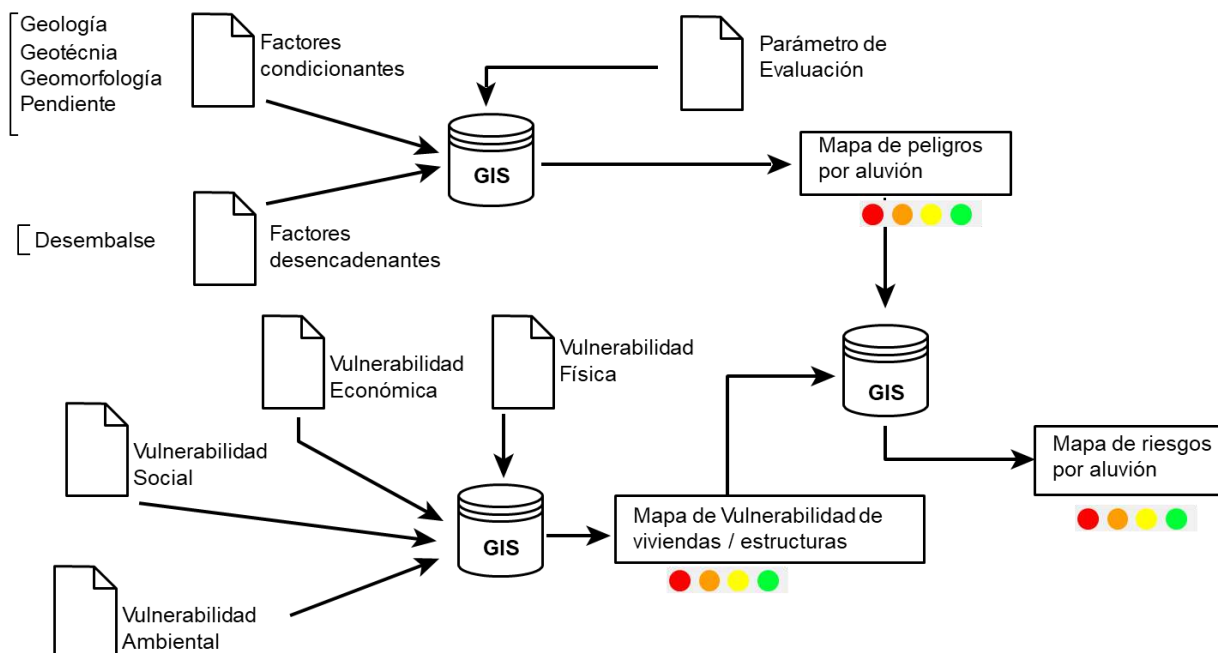 Geología
Geotécnia
Geomorfología
Pendiente
Factores
condicionantes
Parámetro de
Evaluación
GIS
Mapa de peligros
por aluvión
Desembalse
Factores
desencadenantes
Vulnerabilidad
Económica
Vulnerabilidad
Física
GIS
Vulnerabilidad
Social
Mapa de riesgos
por aluvión
GIS
Mapa de Vulnerabilidad de
viviendas / estructuras
Vulnerabilidad
Ambiental